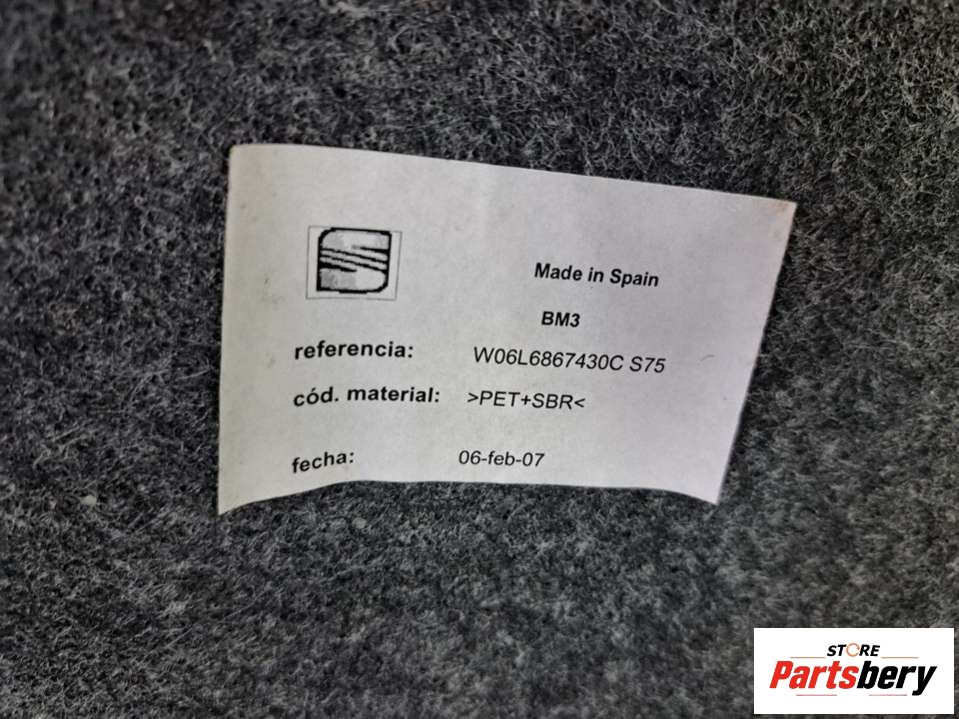 Made in Spain
BM3
referencia: W06L6867430C S75
cód. material: >PET+SBR<
fecha: 06-feb-07
STORE
Partsbery